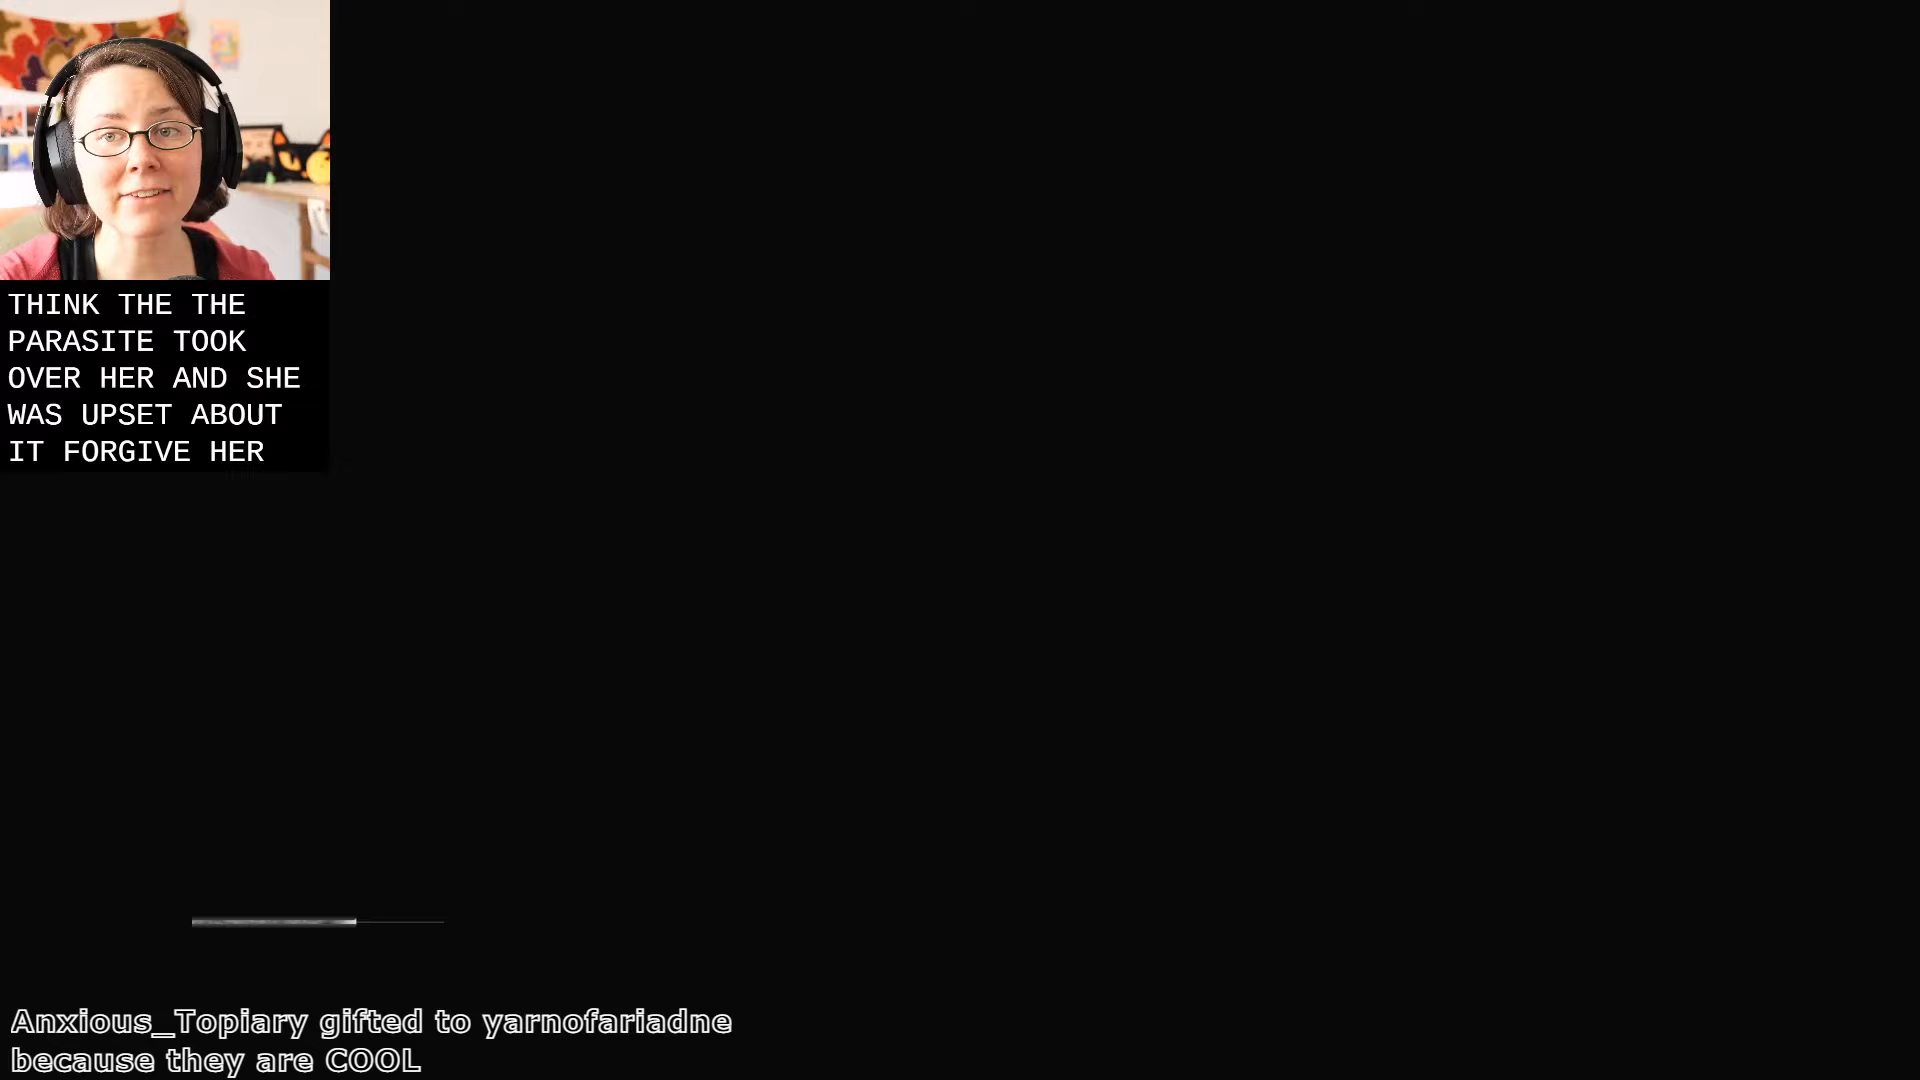 THINK THE THE
PARASITE TOOK
OVER HER AND SHE
WAS UPSET ABOUT
IT FORGIVE HER
Anxious_Topiary gifted to yarnofariadne
because they are COOL